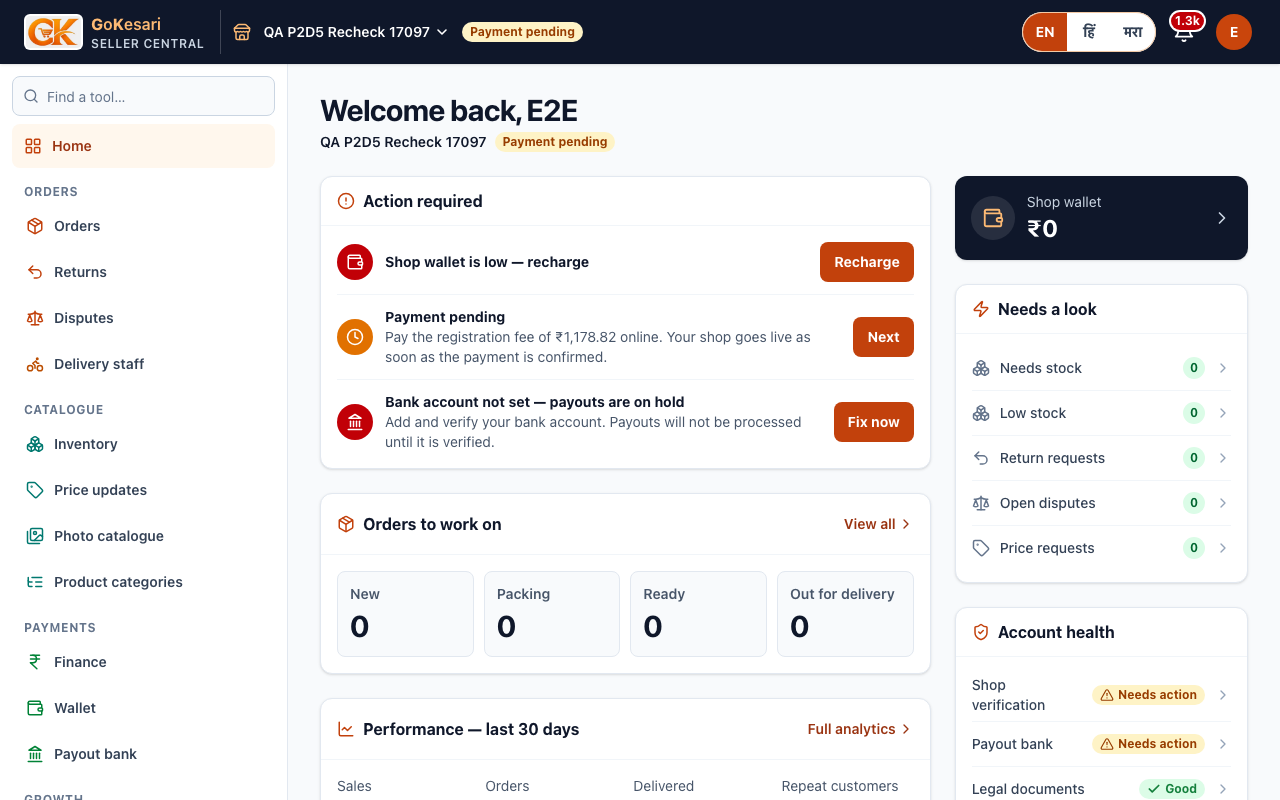 GoKesari
SELLER CENTRAL
QA P2D5 Recheck 17097
Payment pending
EN
हिं
मरा
1.3k
E
Find a tool...
Home
ORDERS
Orders
Returns
Disputes
Delivery staff
CATALOGUE
Inventory
Price updates
Photo catalogue
Product categories
PAYMENTS
Finance
Wallet
Payout bank
GROWTH
Welcome back, E2E
QA P2D5 Recheck 17097 Payment pending
Action required
Shop wallet is low — recharge
Recharge
Payment pending
Pay the registration fee of ₹1,178.82 online. Your shop goes live as
soon as the payment is confirmed.
Next
Bank account not set — payouts are on hold
Add and verify your bank account. Payouts will not be processed
until it is verified.
Fix now
Orders to work on
View all
New
0
Packing
0
Ready
0
Out for delivery
0
Performance — last 30 days
Full analytics
Sales
Orders
Delivered
Repeat customers
Shop wallet
₹0
Needs a look
Needs stock 0
Low stock 0
Return requests 0
Open disputes 0
Price requests 0
Account health
Shop
verification
Needs action
Payout bank Needs action
Legal documents Good